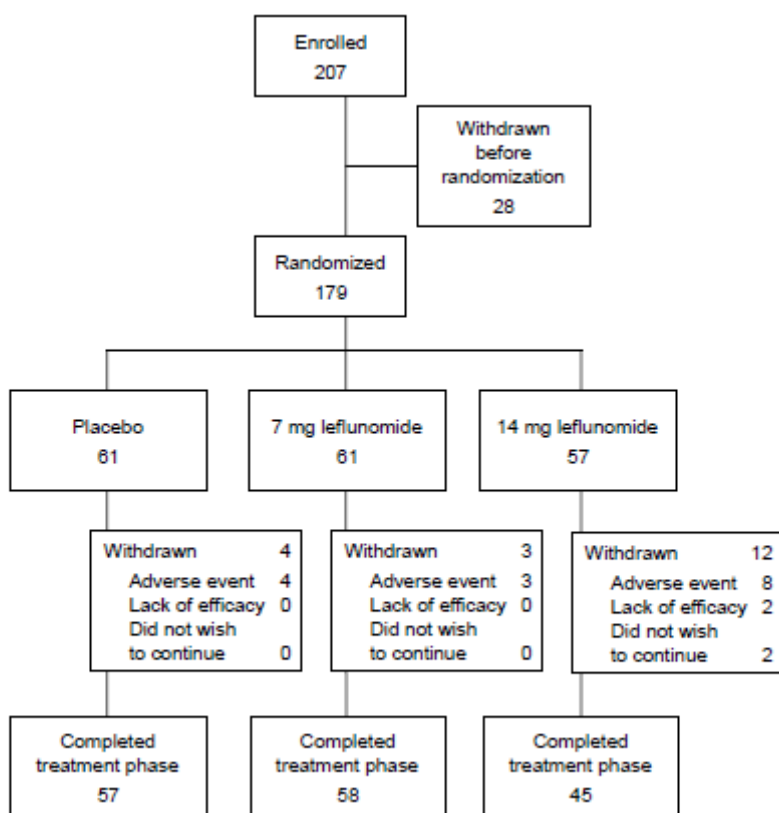 Enrolled
207
Withdrawn
before
randomization
28
Randomized
179
Placebo
61
7 mg leflunomide
61
14 mg leflunomide
57
Withdrawn 4
Adverse event 4
Lack of efficacy 0
Did not wish
to continue 0
Withdrawn 3
Adverse event 3
Lack of efficacy 0
Did not wish
to continue 0
Withdrawn 12
Adverse event 8
Lack of efficacy 2
Did not wish
to continue 2
Completed
treatment phase
57
Completed
treatment phase
58
Completed
treatment phase
45